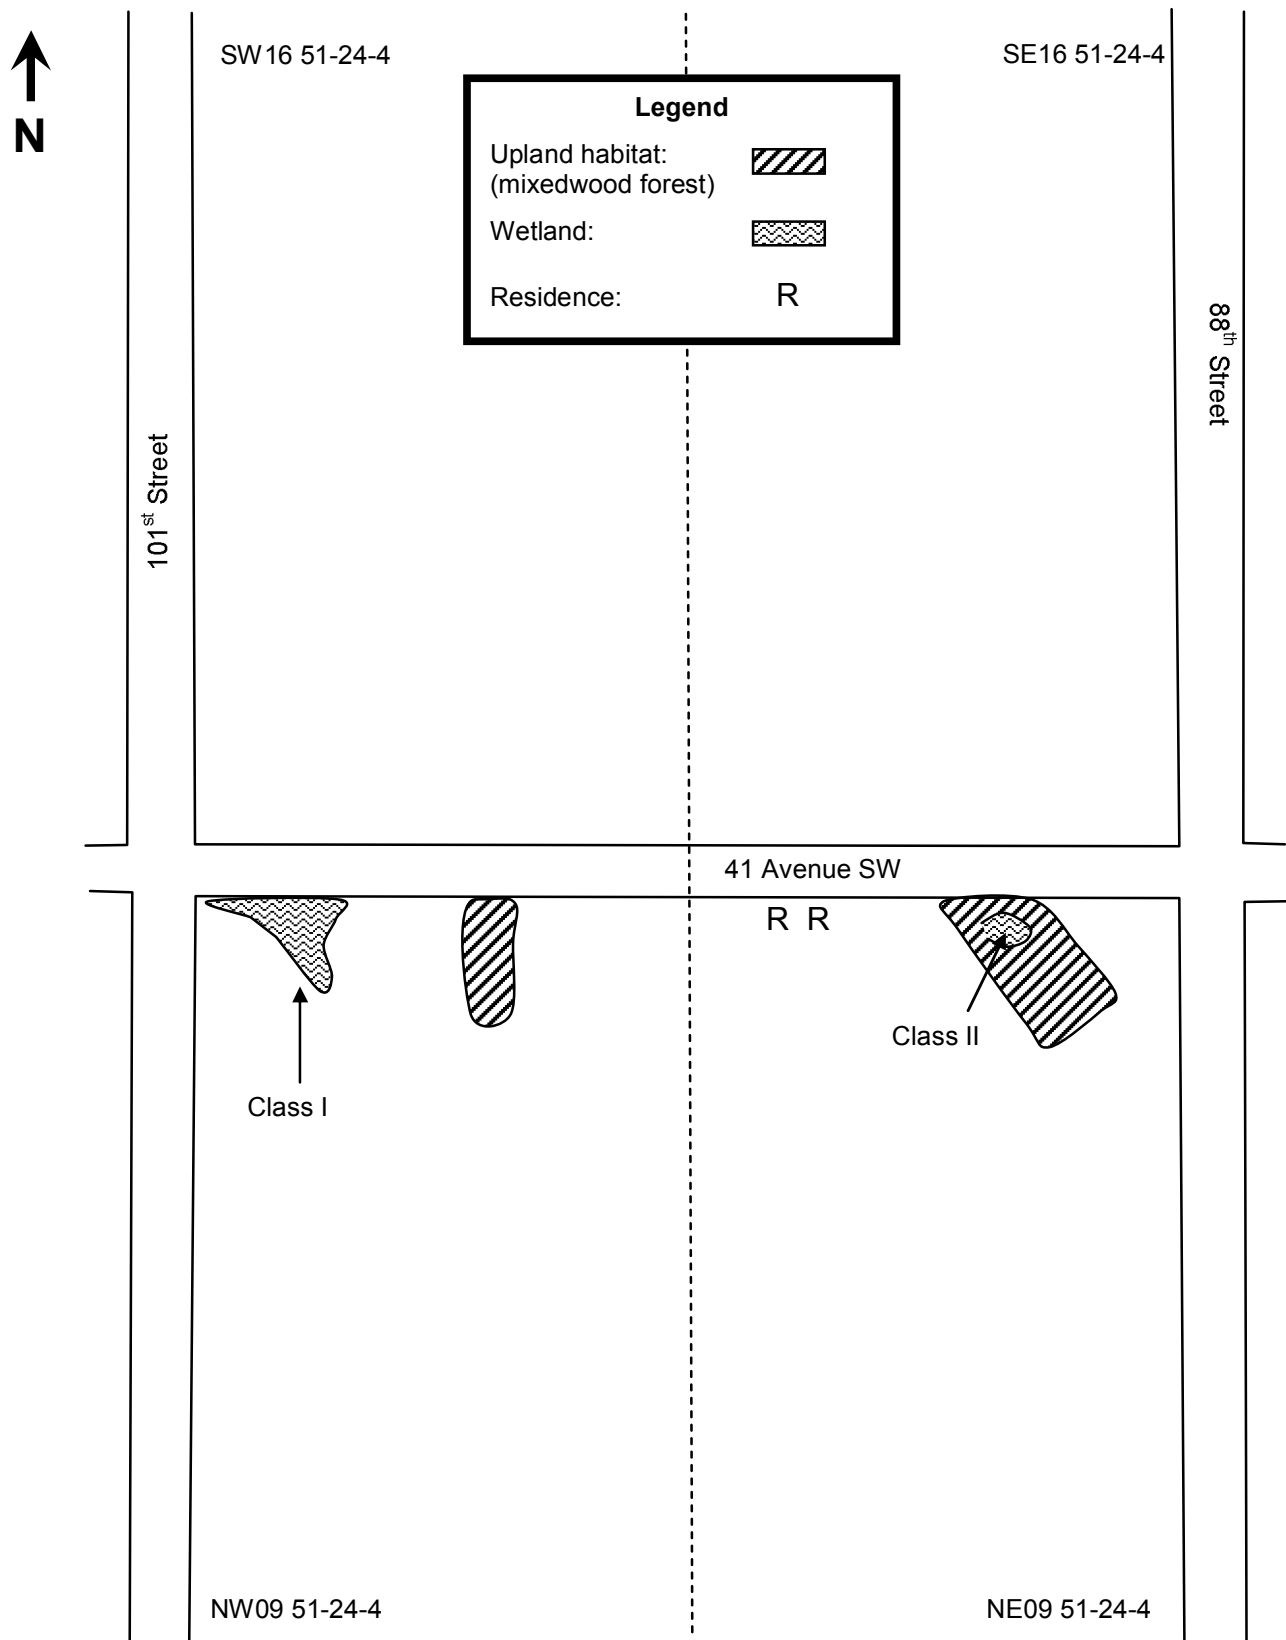 SW16 51-24-4
SE16 51-24-4
N
Legend
Upland habitat:
(mixedwood forest)
Wetland:
Residence: R
88th Street
101st Street
41 Avenue SW
R R
Class II
Class I
NW09 51-24-4
NE09 51-24-4